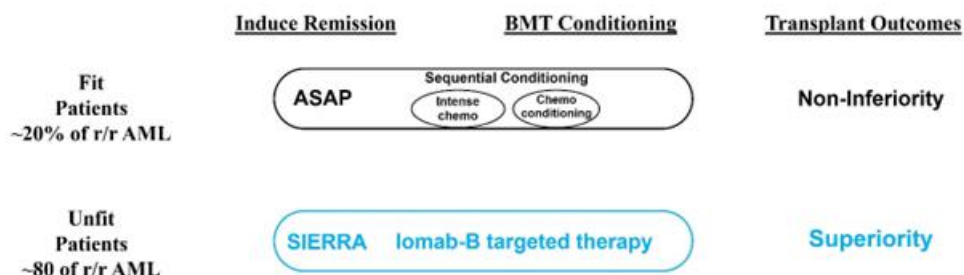 Induce Remission BMT Conditioning Transplant Outcomes
Fit
Patients
~20% of r/r AML
Sequential Conditioning
ASAP
Intense
chemo
Chemo
conditioning
Non-Inferiority
Unfit
Patients
~80 of r/r AML
SIERRA Iomab-B targeted therapy
Superiority